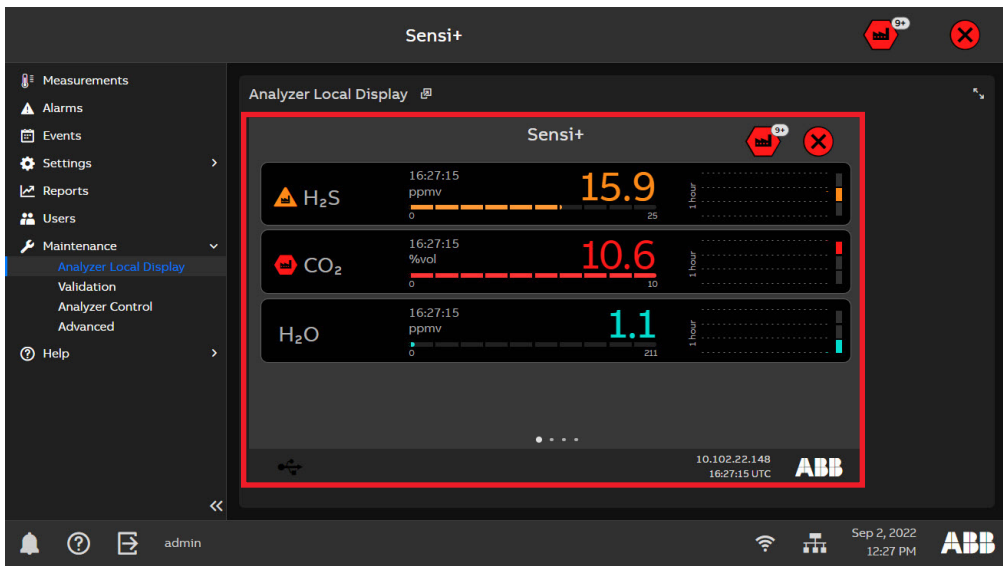 Sensi+
9+
Measurements
Alarms
Events
Settings
Reports
Users
Maintenance
Analyzer Local Display
Validation
Analyzer Control
Advanced
Help
Analyzer Local Display
Sensi+
9+
H₂S
16:27:15
ppmv
15.9
0
25
1 hour
CO₂
16:27:15
%vol
10.6
0
10
1 hour
H₂O
16:27:15
ppmv
1.1
0
211
1 hour
10.102.22.148
16:27:15 UTC
ABB
admin
Sep 2, 2022
12:27 PM
ABB